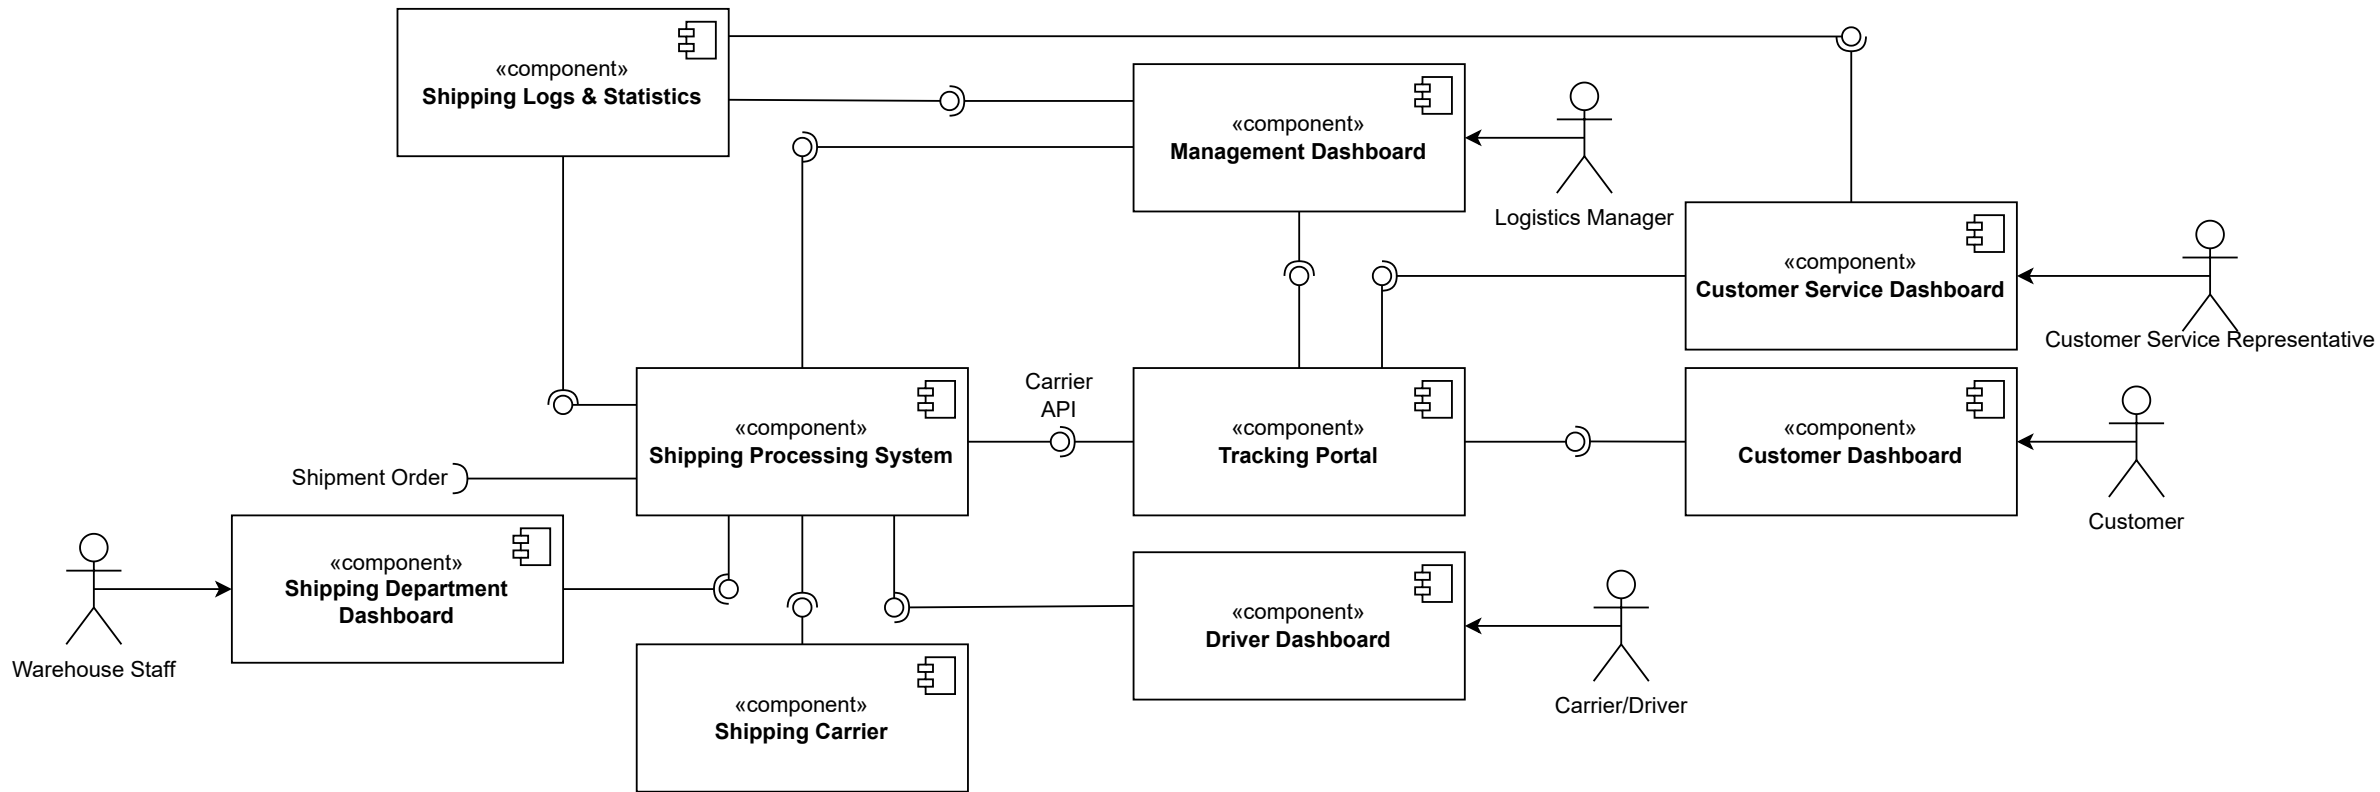 «component»
Shipping Logs & Statistics
«component»
Management Dashboard
Logistics Manager
«component»
Customer Service Dashboard
Customer Service Representative
«component»
Shipping Processing System
Carrier
API
«component»
Tracking Portal
«component»
Customer Dashboard
Customer
Shipment Order
«component»
Shipping Department
Dashboard
Warehouse Staff
«component»
Shipping Carrier
«component»
Driver Dashboard
Carrier/Driver